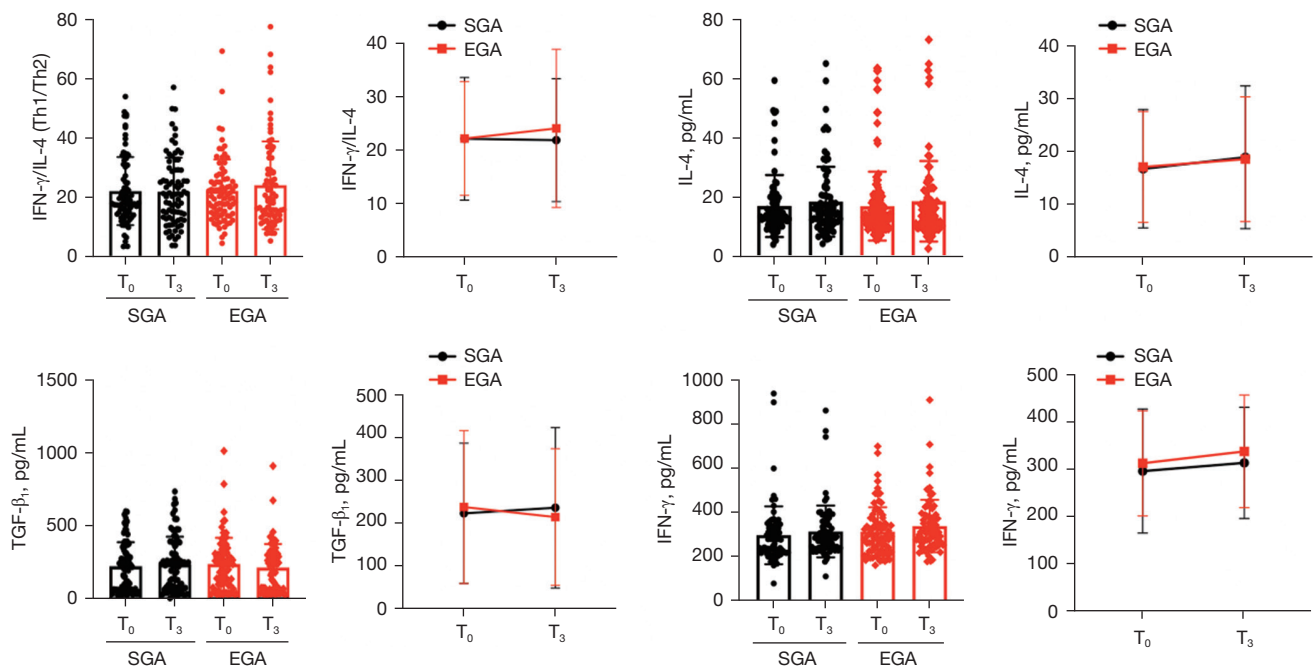 IFN-γ/IL-4 (Th1/Th2)
80
60
40
20
0
T₀ T₃ T₀ T₃
SGA EGA
SGA
EGA
IFN-γ/IL-4
40
30
20
10
0
T₀ T₃
IL-4, pg/mL
80
60
40
20
0
T₀ T₃ T₀ T₃
SGA EGA
SGA
EGA
IL-4, pg/mL
40
30
20
10
0
T₀ T₃
TGF-β₁, pg/mL
1500
1000
500
0
T₀ T₃ T₀ T₃
SGA EGA
SGA
EGA
TGF-β₁, pg/mL
500
400
300
200
100
0
T₀ T₃
IFN-γ, pg/mL
1000
800
600
400
200
0
T₀ T₃ T₀ T₃
SGA EGA
SGA
EGA
IFN-γ, pg/mL
500
400
300
200
100
0
T₀ T₃